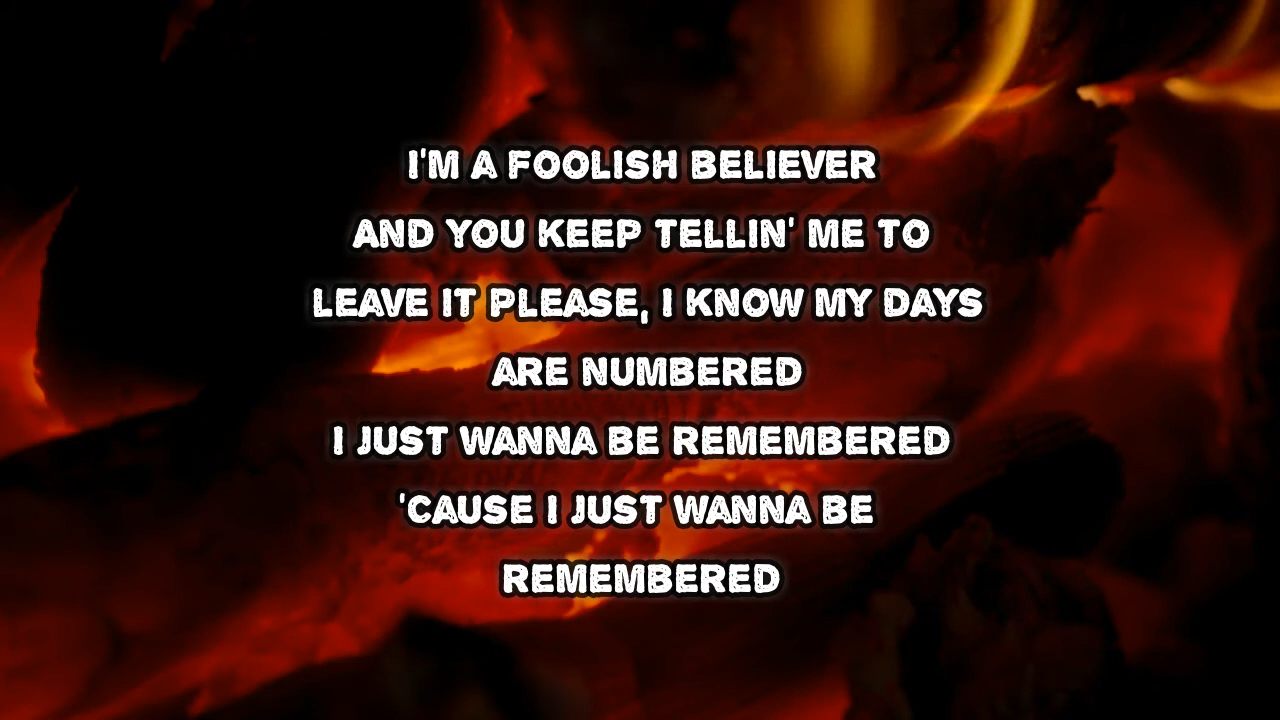 I'M A FOOLISH BELIEVER
AND YOU KEEP TELLIN' ME TO
LEAVE IT PLEASE, I KNOW MY DAYS
ARE NUMBERED
I JUST WANNA BE REMEMBERED
'CAUSE I JUST WANNA BE
REMEMBERED